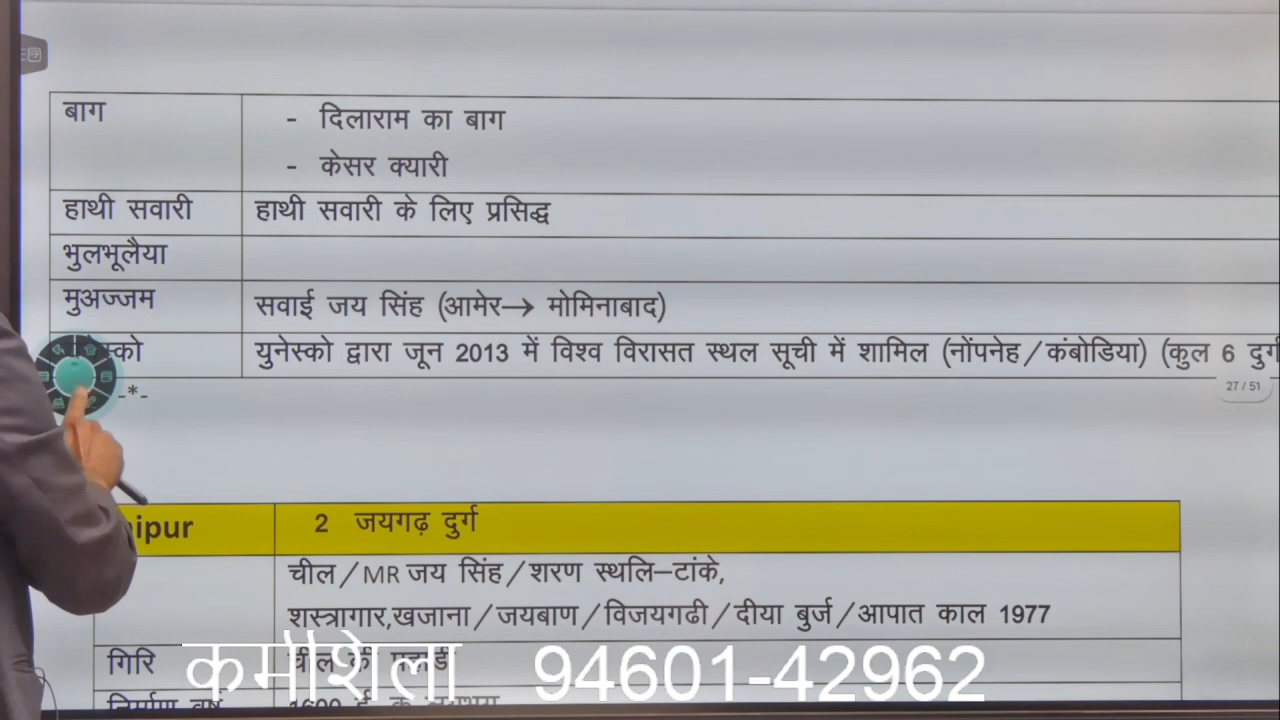 बाग - दिलाराम का बाग
- केसर क्यारी
हाथी सवारी हाथी सवारी के लिए प्रसिद्ध
भुलभूलैया
मुअज्जम सवाई जय सिंह (आमेर→ मोमिनाबाद)
युनेस्को द्वारा जून 2013 में विश्व विरासत स्थल सूची में शामिल (नोंपनेह/कंबोडिया) (कुल 6 दुर्ग
27 / 51
-*-
2 जयगढ़ दुर्ग
चील/MR जय सिंह/शरण स्थलि–टांके,
शस्त्रागार,खजाना/जयबाण/विजयगढी/दीया बुर्ज/आपात काल 1977
गिरि चील की
94601-42962